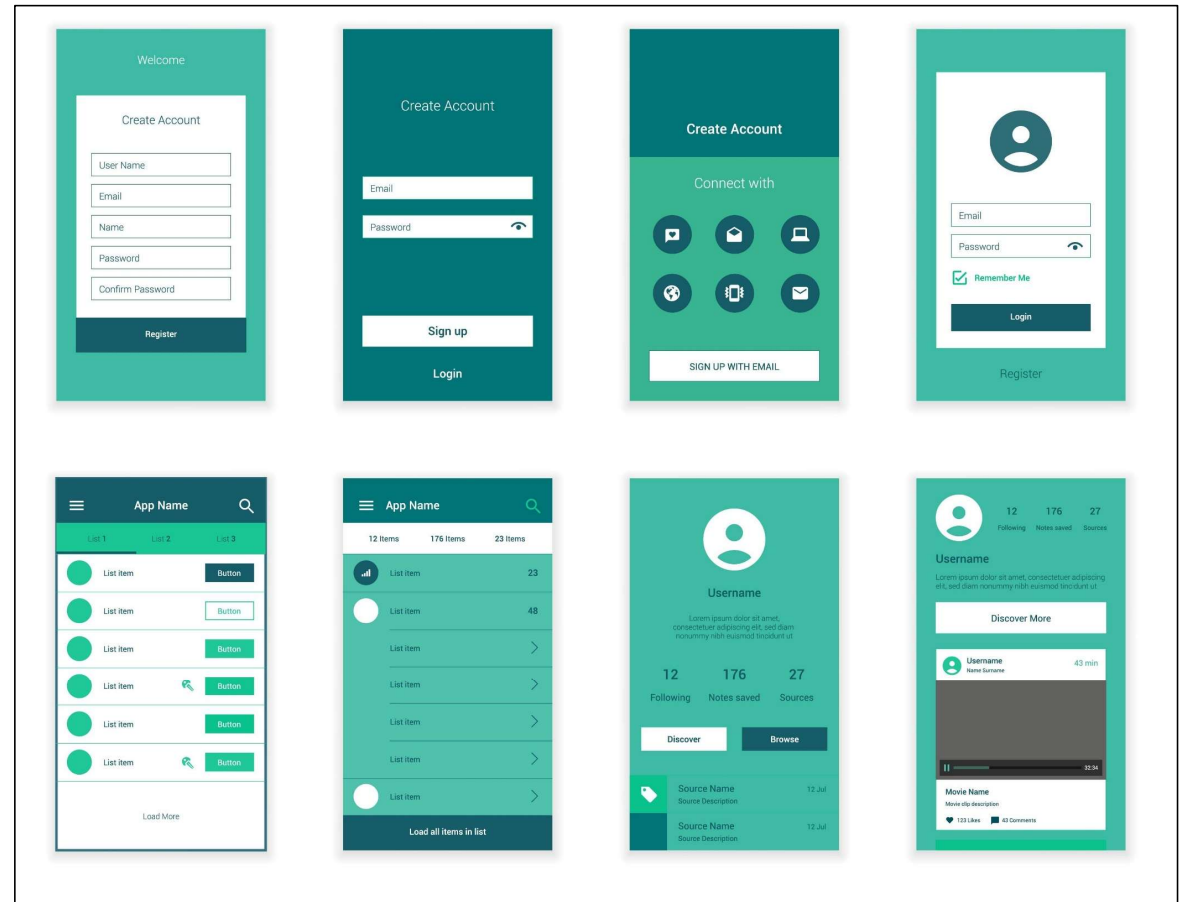 Welcome
Create Account
User Name
Email
Name
Password
Confirm Password
Register
Create Account
Email
Password
Sign up
Login
Create Account
Connect with
SIGN UP WITH EMAIL
Email
Password
Remember Me
Login
Register
App Name
List 1 List 2 List 3
List item Button
List item Button
List item Button
List item Button
List item Button
List item Button
Load More
App Name
12 Items 176 Items 23 Items
List item 23
List item 48
List item
List item
List item
List item
List item
Load all items in list
Username
Lorem ipsum dolor sit amet,
consectetuer adipiscing elit, sed diam
nonummy nibh euismod tincidunt ut
12 176 27
Following Notes saved Sources
Discover Browse
Source Name 12 Jul
Source Description
Source Name 12 Jul
Source Description
12 176 27
Following Notes saved Sources
Username
Lorem ipsum dolor sit amet, consectetuer adipiscing
elit, sed diam nonummy nibh euismod tincidunt ut
Discover More
Username 43 min
Name Surname
32:34
Movie Name
Movie clip description
123 Likes 43 Comments